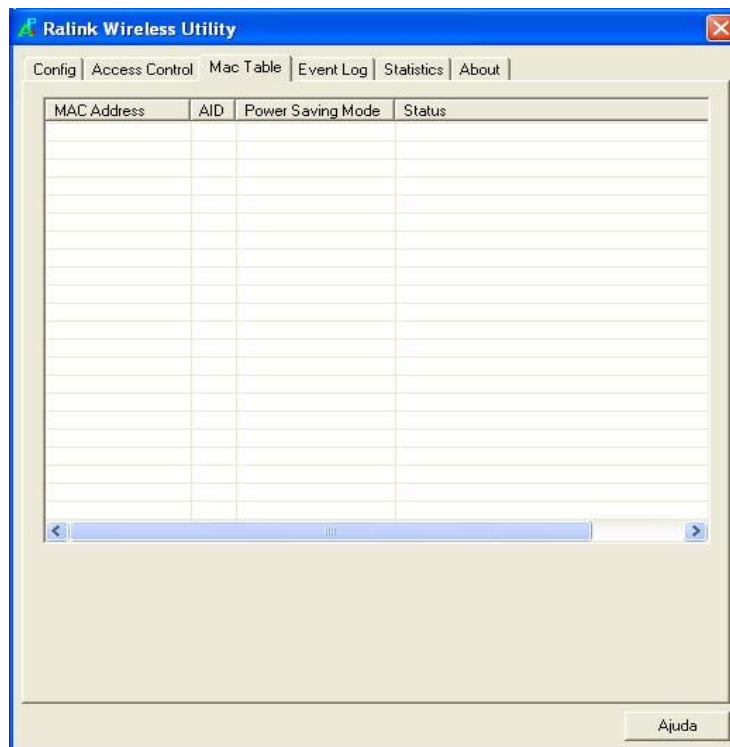 Ralink Wireless Utility
Config Access Control Mac Table Event Log Statistics About
MAC Address AID Power Saving Mode Status
Ajuda